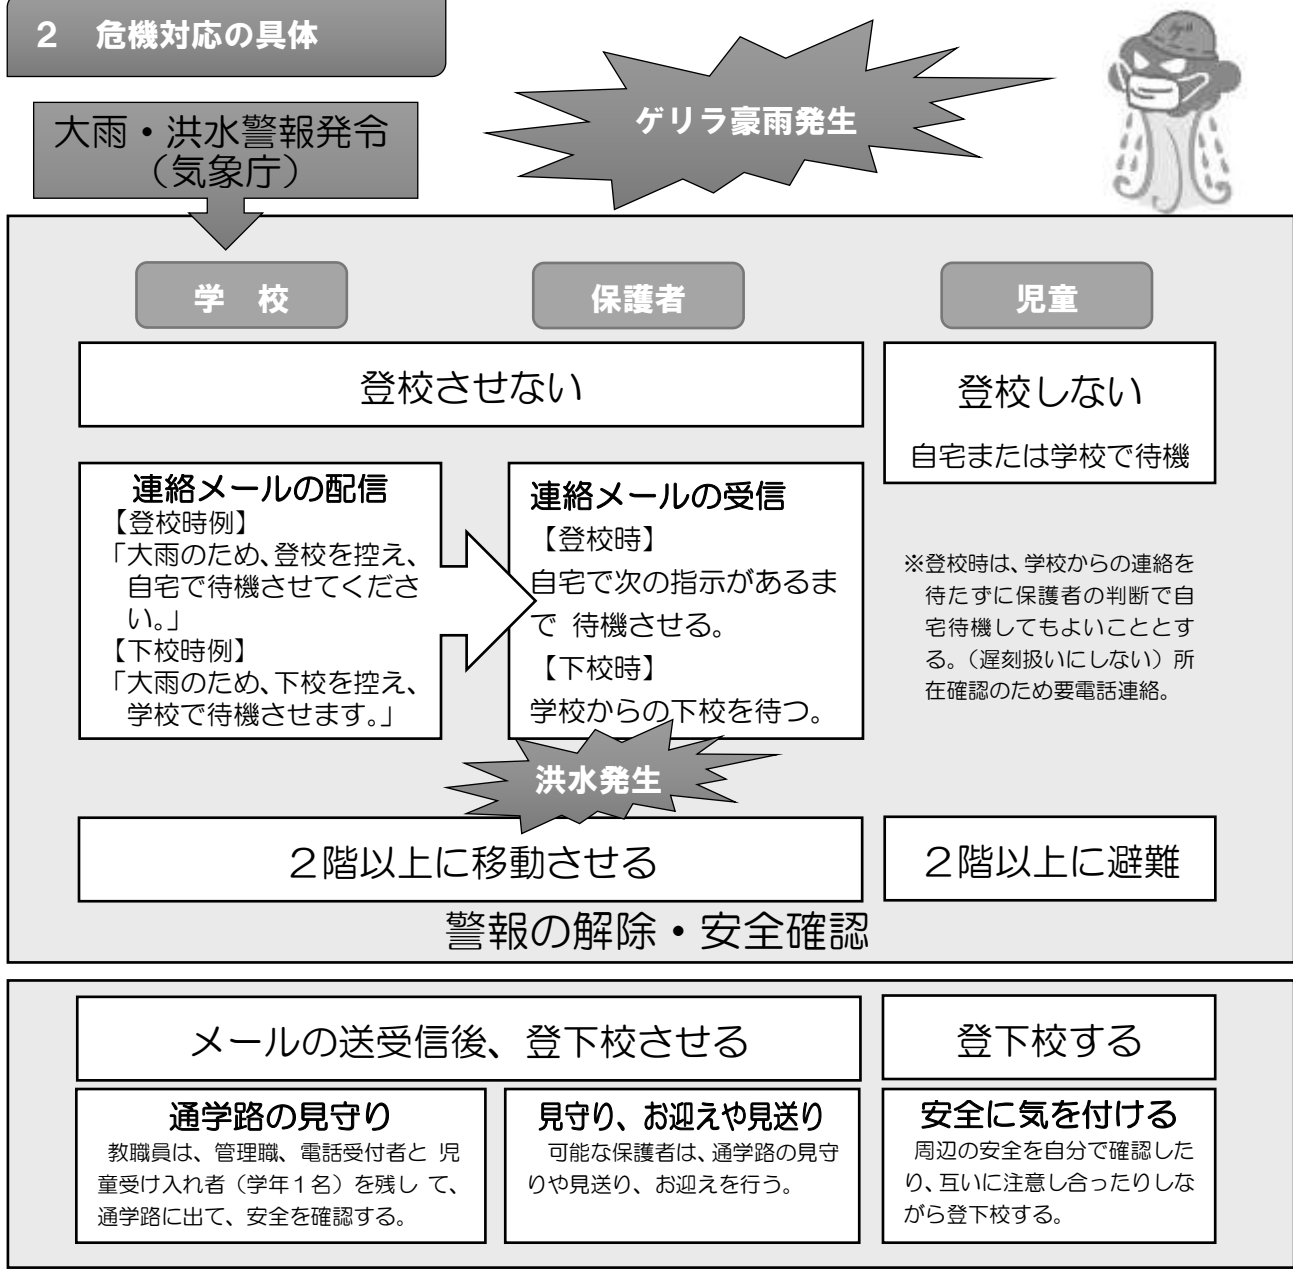 ２　危機対応の具体
大雨・洪水警報発令
（気象庁）
ゲリラ豪雨発生
学　校
保護者
児童
登校させない
登校しない
自宅または学校で待機
連絡メールの配信
【登校時例】
「大雨のため、登校を控え、
自宅で待機させてくださ
い。」
【下校時例】
「大雨のため、下校を控え、
学校で待機させます。」
連絡メールの受信
【登校時】
自宅で次の指示があるま
で 待機させる。
【下校時】
学校からの下校を待つ。
※登校時は、学校からの連絡を
待たずに保護者の判断で自
宅待機してもよいこととす
る。（遅刻扱いにしない）所
在確認のため要電話連絡。
洪水発生
２階以上に移動させる
２階以上に避難
警報の解除・安全確認
メールの送受信後、登下校させる
登下校する
通学路の見守り
教職員は、管理職、電話受付者と 児
童受け入れ者（学年１名）を残し て、
通学路に出て、安全を確認する。
見守り、お迎えや見送り
可能な保護者は、通学路の見守
りや見送り、お迎えを行う。
安全に気を付ける
周辺の安全を自分で確認した
り、互いに注意し合ったりしな
がら登下校する。